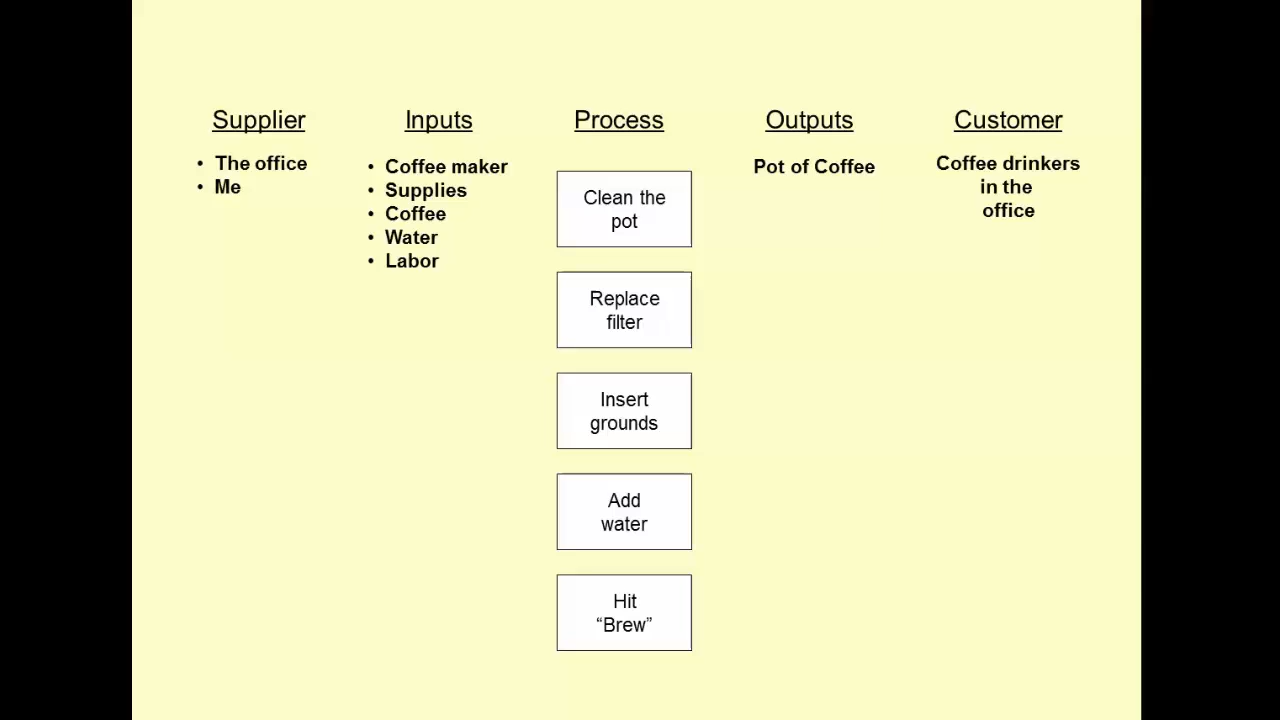 Supplier
• The office
• Me
Inputs
• Coffee maker
• Supplies
• Coffee
• Water
• Labor
Process
Clean the
pot
Replace
filter
Insert
grounds
Add
water
Hit
“Brew”
Outputs
Pot of Coffee
Customer
Coffee drinkers
in the
office